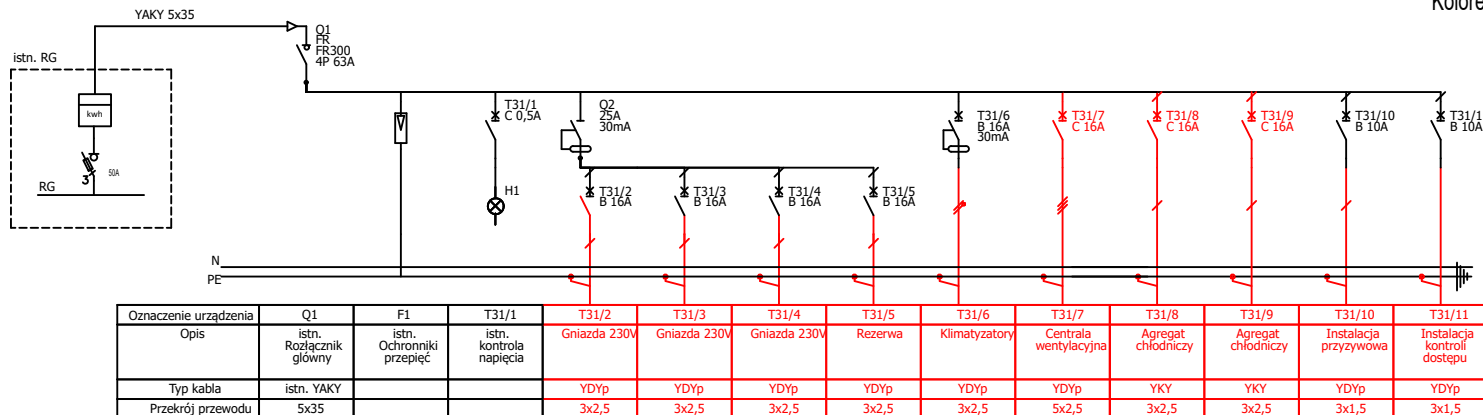 Kolore
YAKY 5x35
Q1
FR
FR300
4P 63A
istn. RG
kwh
50A
RG
T31/1
C 0,5A
H1
Q2
25A
30mA
T31/2
B 16A
T31/3
B 16A
T31/4
B 16A
T31/5
B 16A
T31/6
B 16A
30mA
T31/7
C 16A
T31/8
C 16A
T31/9
C 16A
T31/10
B 10A
T31/1
B 10A
N
PE
Oznaczenie urządzenia Q1 F1 T31/1 T31/2 T31/3 T31/4 T31/5 T31/6 T31/7 T31/8 T31/9 T31/10 T31/11
Opis istn. istn. istn. Gniazda 230V Gniazda 230V Gniazda 230V Rezerwa Klimatyzatory Centrala Agregat Agregat Instalacja Instalacja
Rozłącznik Ochronniki kontrola wentylacyjna chłodniczy chłodniczy przyzywowa kontroli
główny przepięć napięcia dostępu
Typ kabla istn. YAKY YDYp YDYp YDYp YDYp YDYp YDYp YKY YKY YDYp YDYp
Przekrój przewodu 5x35 3x2,5 3x2,5 3x2,5 3x2,5 3x2,5 5x2,5 3x2,5 3x2,5 3x1,5 3x1,5